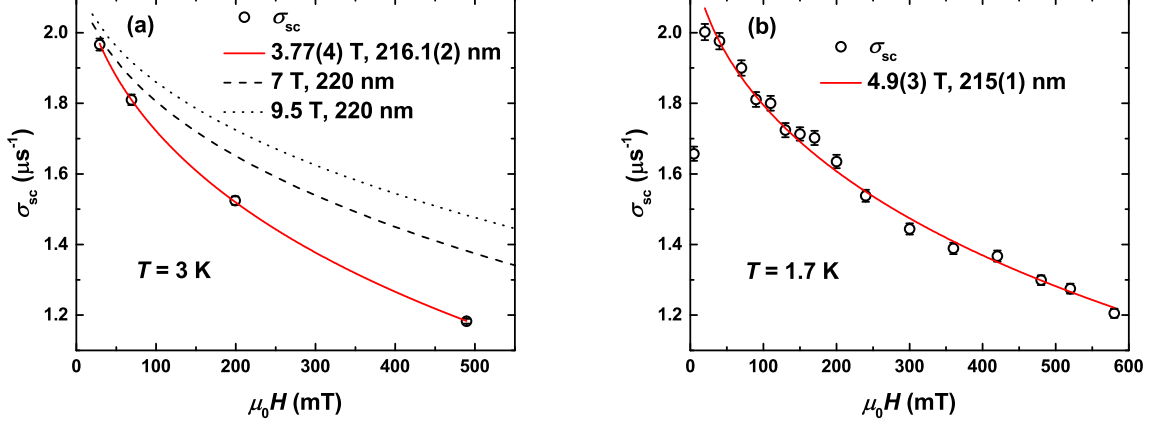 (a)
σsc
3.77(4) T, 216.1(2) nm
7 T, 220 nm
9.5 T, 220 nm
T = 3 K
σsc (μs-1)
2.0
1.8
1.6
1.4
1.2
0 100 200 300 400 500
μ0H (mT)
(b)
σsc
4.9(3) T, 215(1) nm
T = 1.7 K
σsc (μs-1)
2.0
1.8
1.6
1.4
1.2
0 100 200 300 400 500 600
μ0H (mT)